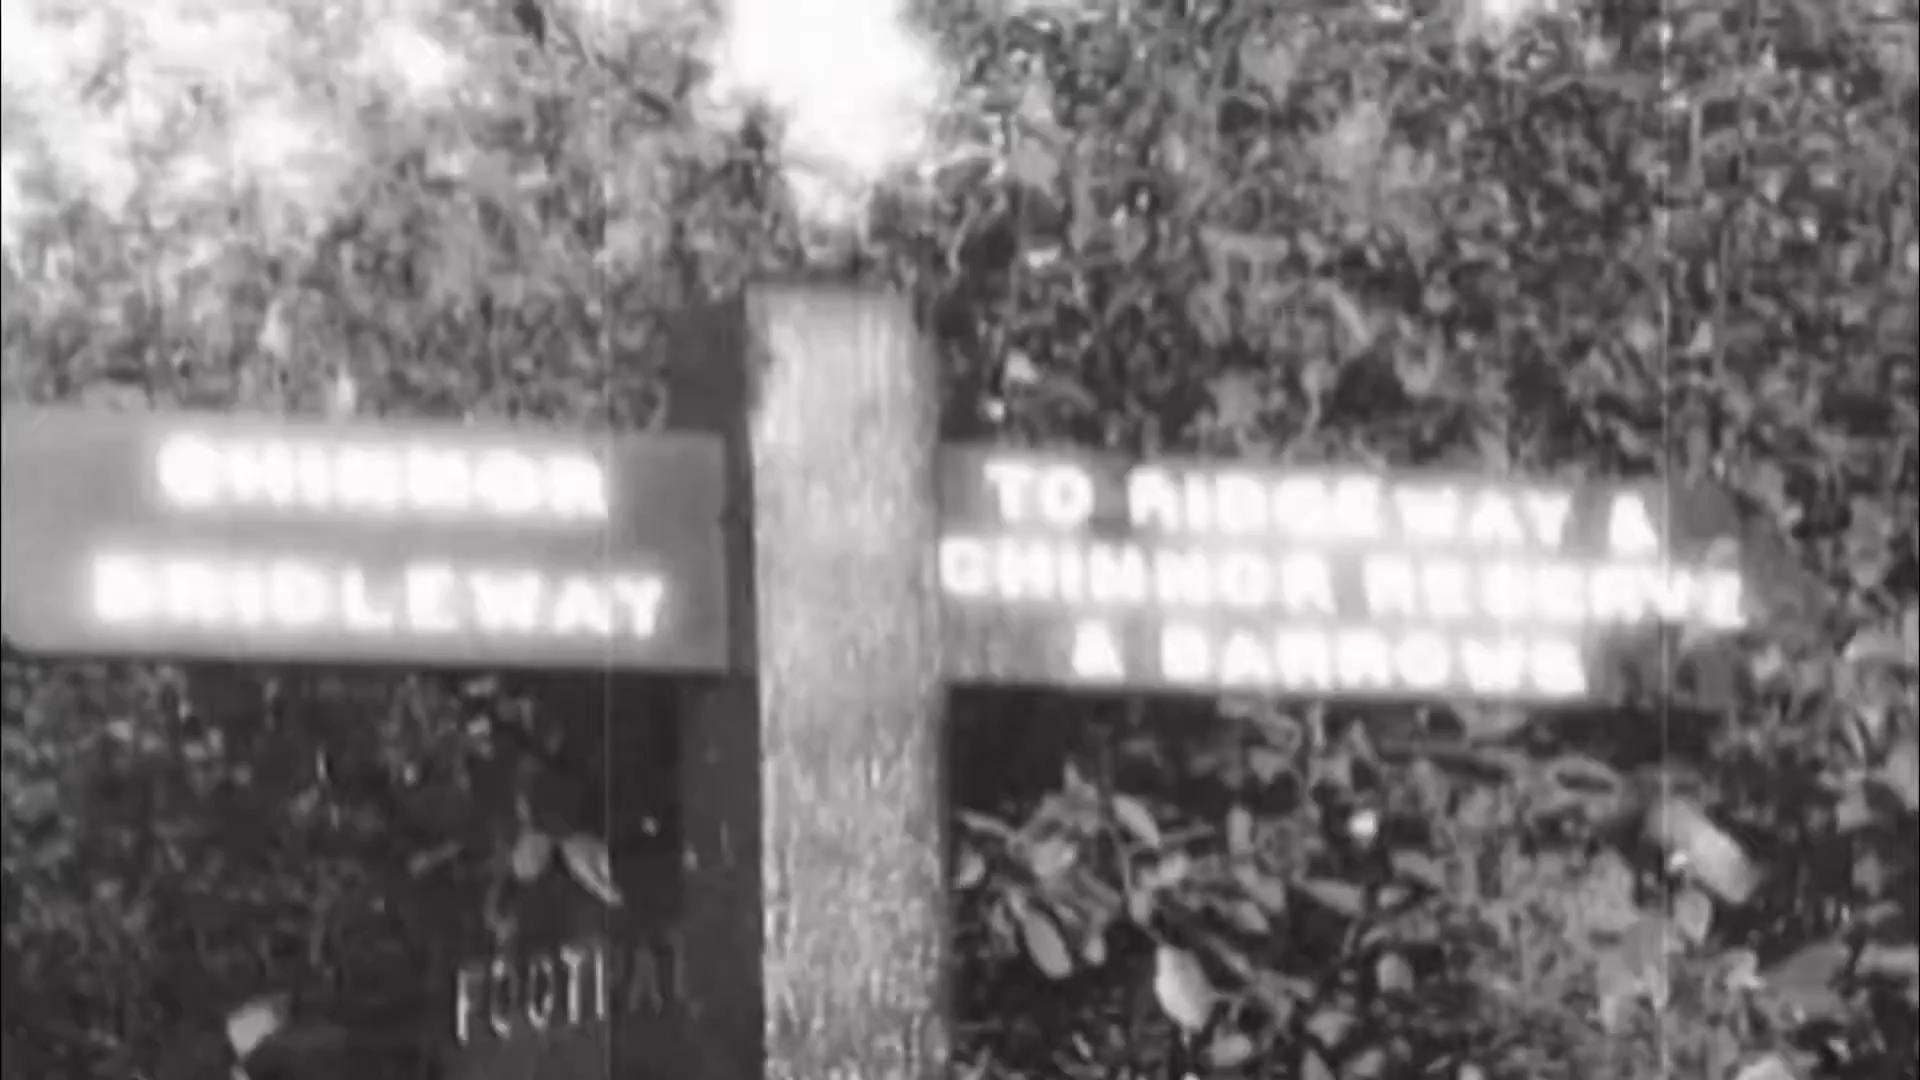 CHINNOR
BRIDLEWAY
TO RIDGEWAY &
CHINNOR RESERVE
& BARROWS